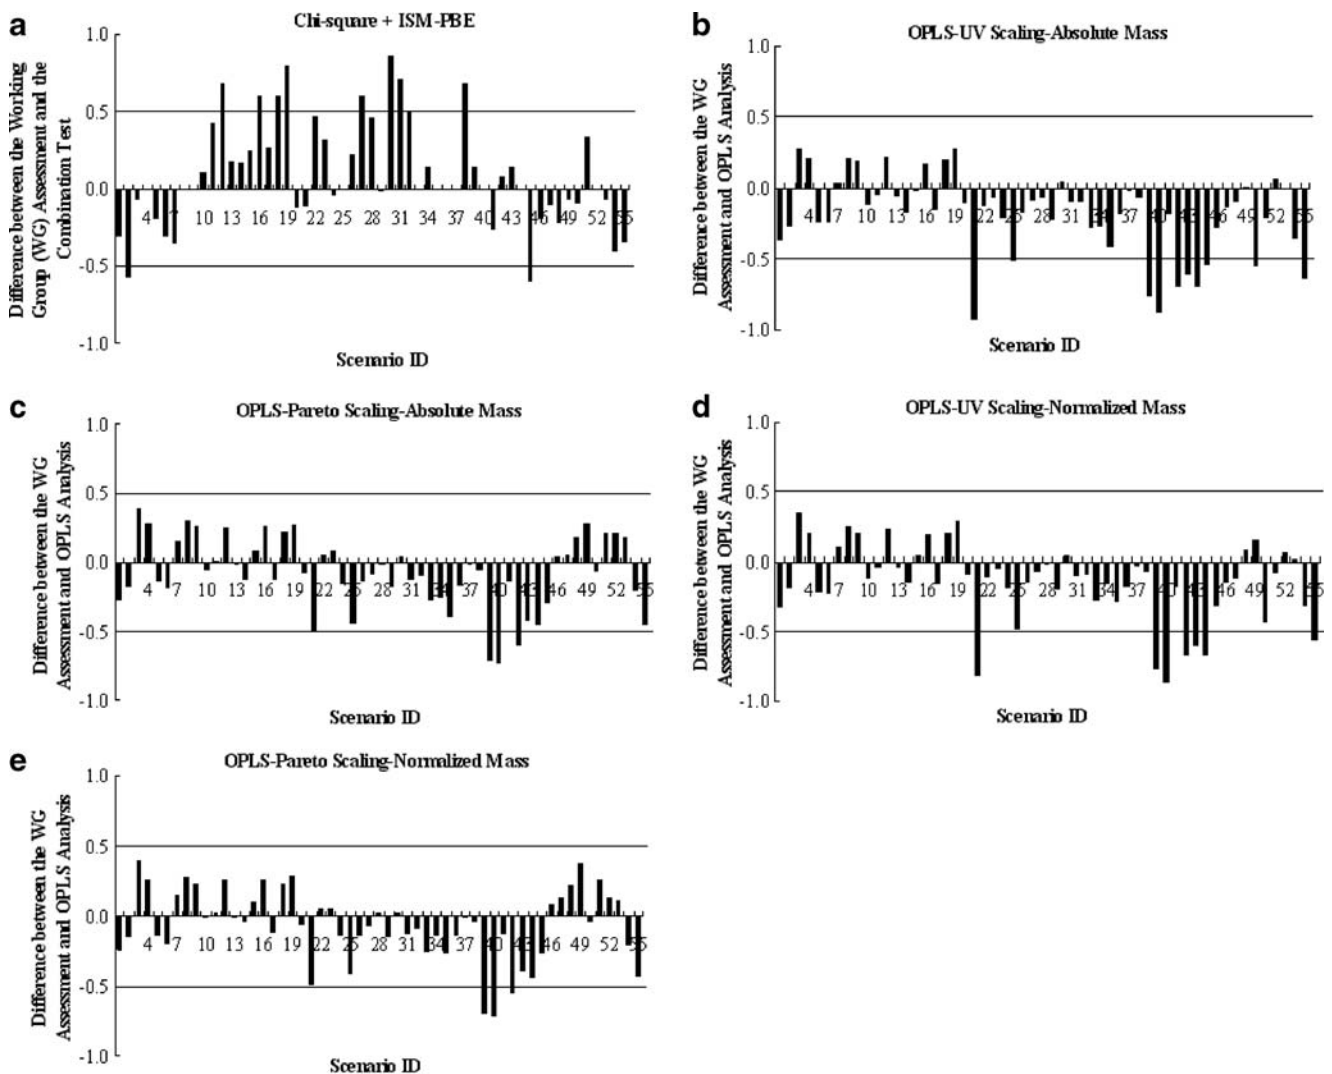 a
Chi-square + ISM-PBE
Difference between the Working
Group (WG) Assessment and the
Combination Test
1.0
0.5
0.0
-0.5
-1.0
4 7 10 13 16 19 22 25 28 31 34 37 40 43 46 49 52 55
Scenario ID
b
OPLS-UV Scaling-Absolute Mass
Difference between the WG
Assessment and OPLS Analysis
1.0
0.5
0.0
-0.5
-1.0
4 7 10 13 16 19 22 25 28 31 34 37 40 43 46 49 52 55
Scenario ID
c
OPLS-Pareto Scaling-Absolute Mass
Difference between the WG
Assessment and OPLS Analysis
1.0
0.5
0.0
-0.5
-1.0
4 7 10 13 16 19 22 25 28 31 34 37 40 43 46 49 52 55
Scenario ID
d
OPLS-UV Scaling-Normalized Mass
Difference between the WG
Assessment and OPLS Analysis
1.0
0.5
0.0
-0.5
-1.0
4 7 10 13 16 19 22 25 28 31 34 37 40 43 46 49 52 55
Scenario ID
e
OPLS-Pareto Scaling-Normalized Mass
Difference between the WG
Assessment and OPLS Analysis
1.0
0.5
0.0
-0.5
-1.0
4 7 10 13 16 19 22 25 28 31 34 37 40 43 46 49 52 55
Scenario ID